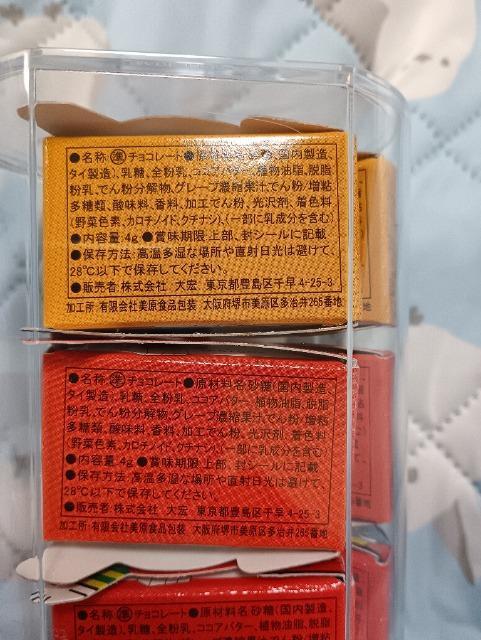 ●名称 準チョコレート●原材料名 砂糖(国内製造、
タイ製造)、乳糖、全粉乳、ココアバター、植物油脂、脱脂
粉乳、でん粉分解物、グレープ濃縮果汁、でん粉/増粘
多糖類、酸味料、香料、加工でん粉、光沢剤、着色料
(野菜色素、カロチノイド、クチナシ)、(一部に乳成分を含む)
●内容量:4g ●賞味期限:上部、封シールに記載
●保存方法:高温多湿な場所や直射日光は避けて、
28℃以下で保存してください。
●販売者:株式会社 大宏 東京都豊島区千早4-25-3
加工所:有限会社美原食品包装 大阪府堺市美原区多治井265番地
●名称 準チョコレート●原材料名 砂糖(国内製造、
タイ製造)、乳糖、全粉乳、ココアバター、植物油脂、脱脂
粉乳、でん粉分解物、グレープ濃縮果汁、でん粉/増粘
多糖類、酸味料、香料、加工でん粉、光沢剤、着色料
(野菜色素、カロチノイド、クチナシ)、(一部に乳成分を含む)
●内容量:4g ●賞味期限:上部、封シールに記載
●保存方法:高温多湿な場所や直射日光は避けて、
28℃以下で保存してください。
●販売者:株式会社 大宏 東京都豊島区千早4-25-3
加工所:有限会社美原食品包装 大阪府堺市美原区多治井265番地
●名称 準チョコレート●原材料名 砂糖(国内製造、
タイ製造)、乳糖、全粉乳、ココアバター、植物油脂、脱脂